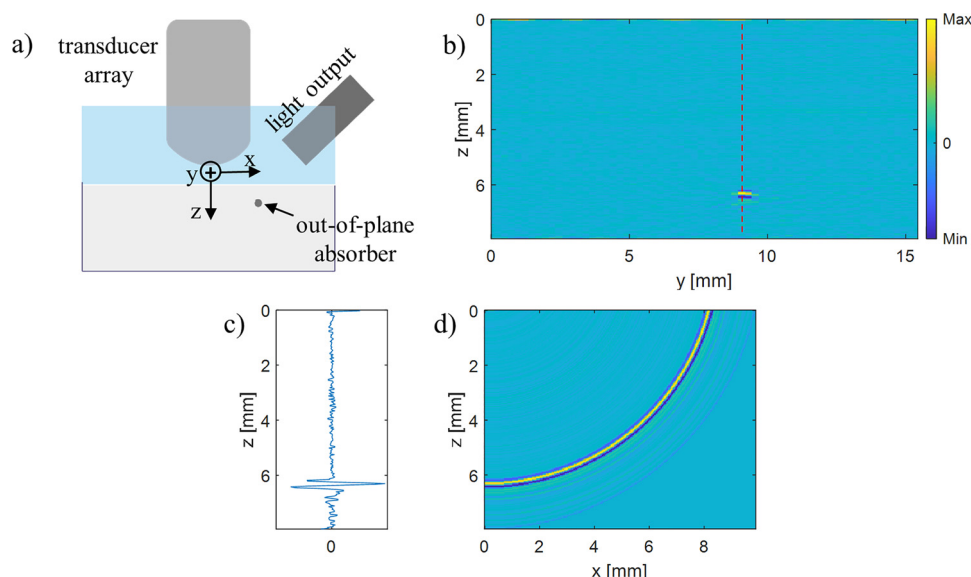 a)
transducer
array
light output
y
x
z
out-of-plane
absorber
b)
0
2
4
6
z [mm]
0
5
10
15
y [mm]
Max
0
Min
c)
0
2
4
6
z [mm]
0
d)
0
2
4
6
z [mm]
0
2
4
6
8
x [mm]